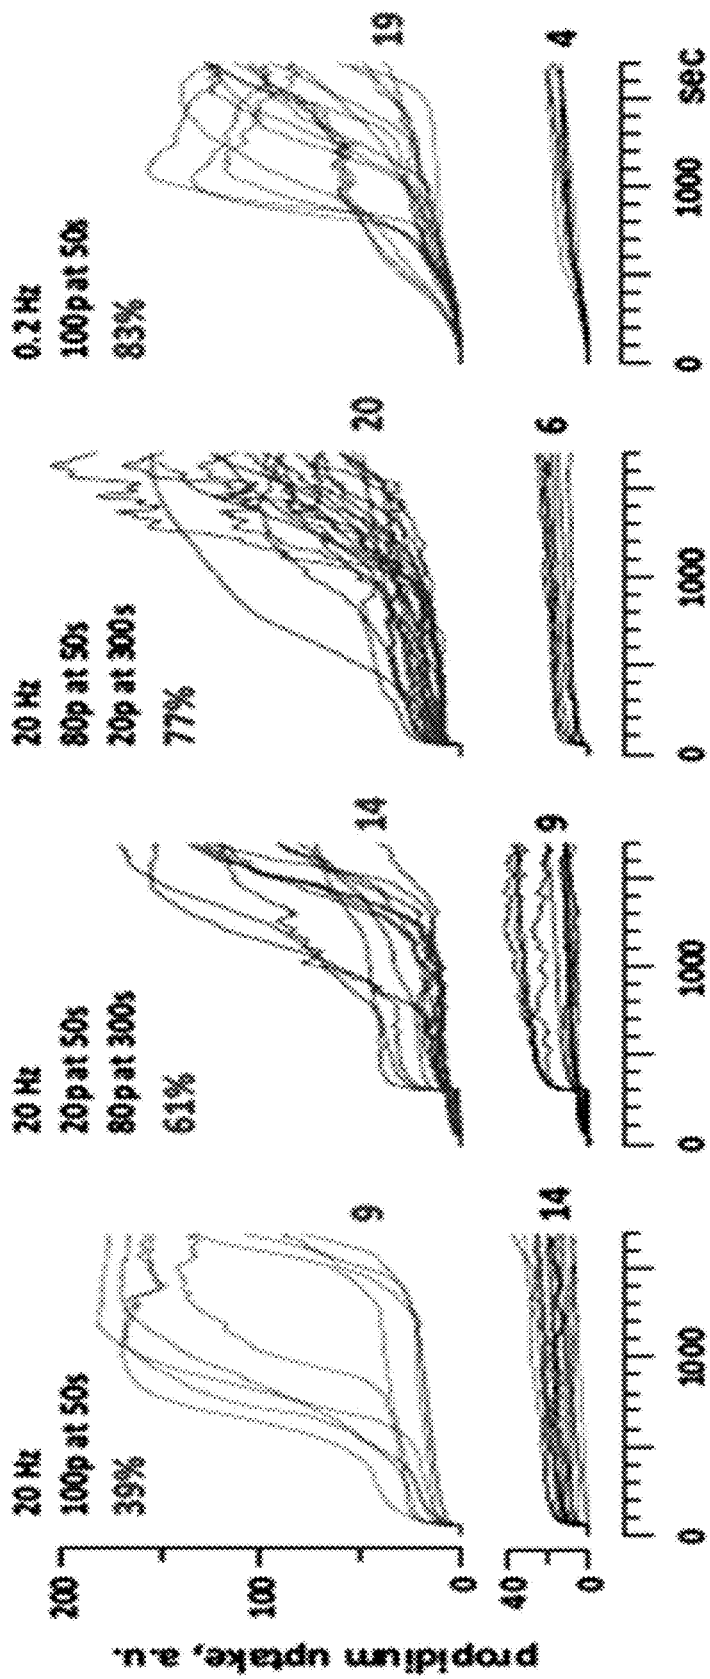 propidium uptake, a.u.
200
100
0
40
0
20 Hz
100p at 50s
39%
9
14
0
1000
20 Hz
20p at 50s
80p at 300s
61%
14
9
0
1000
20 Hz
80p at 50s
20p at 300s
77%
20
6
0
1000
0.2 Hz
100p at 50s
83%
19
4
0
1000
sec